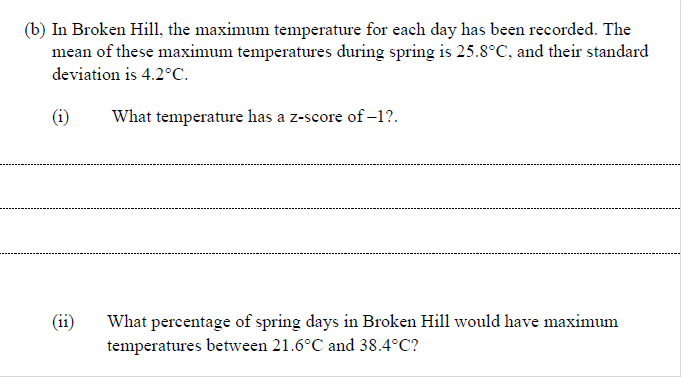 (b) In Broken Hill, the maximum temperature for each day has been recorded. The
mean of these maximum temperatures during spring is 25.8°C, and their standard
deviation is 4.2°C.
(i) What temperature has a z-score of –1?.
(ii) What percentage of spring days in Broken Hill would have maximum
temperatures between 21.6°C and 38.4°C?